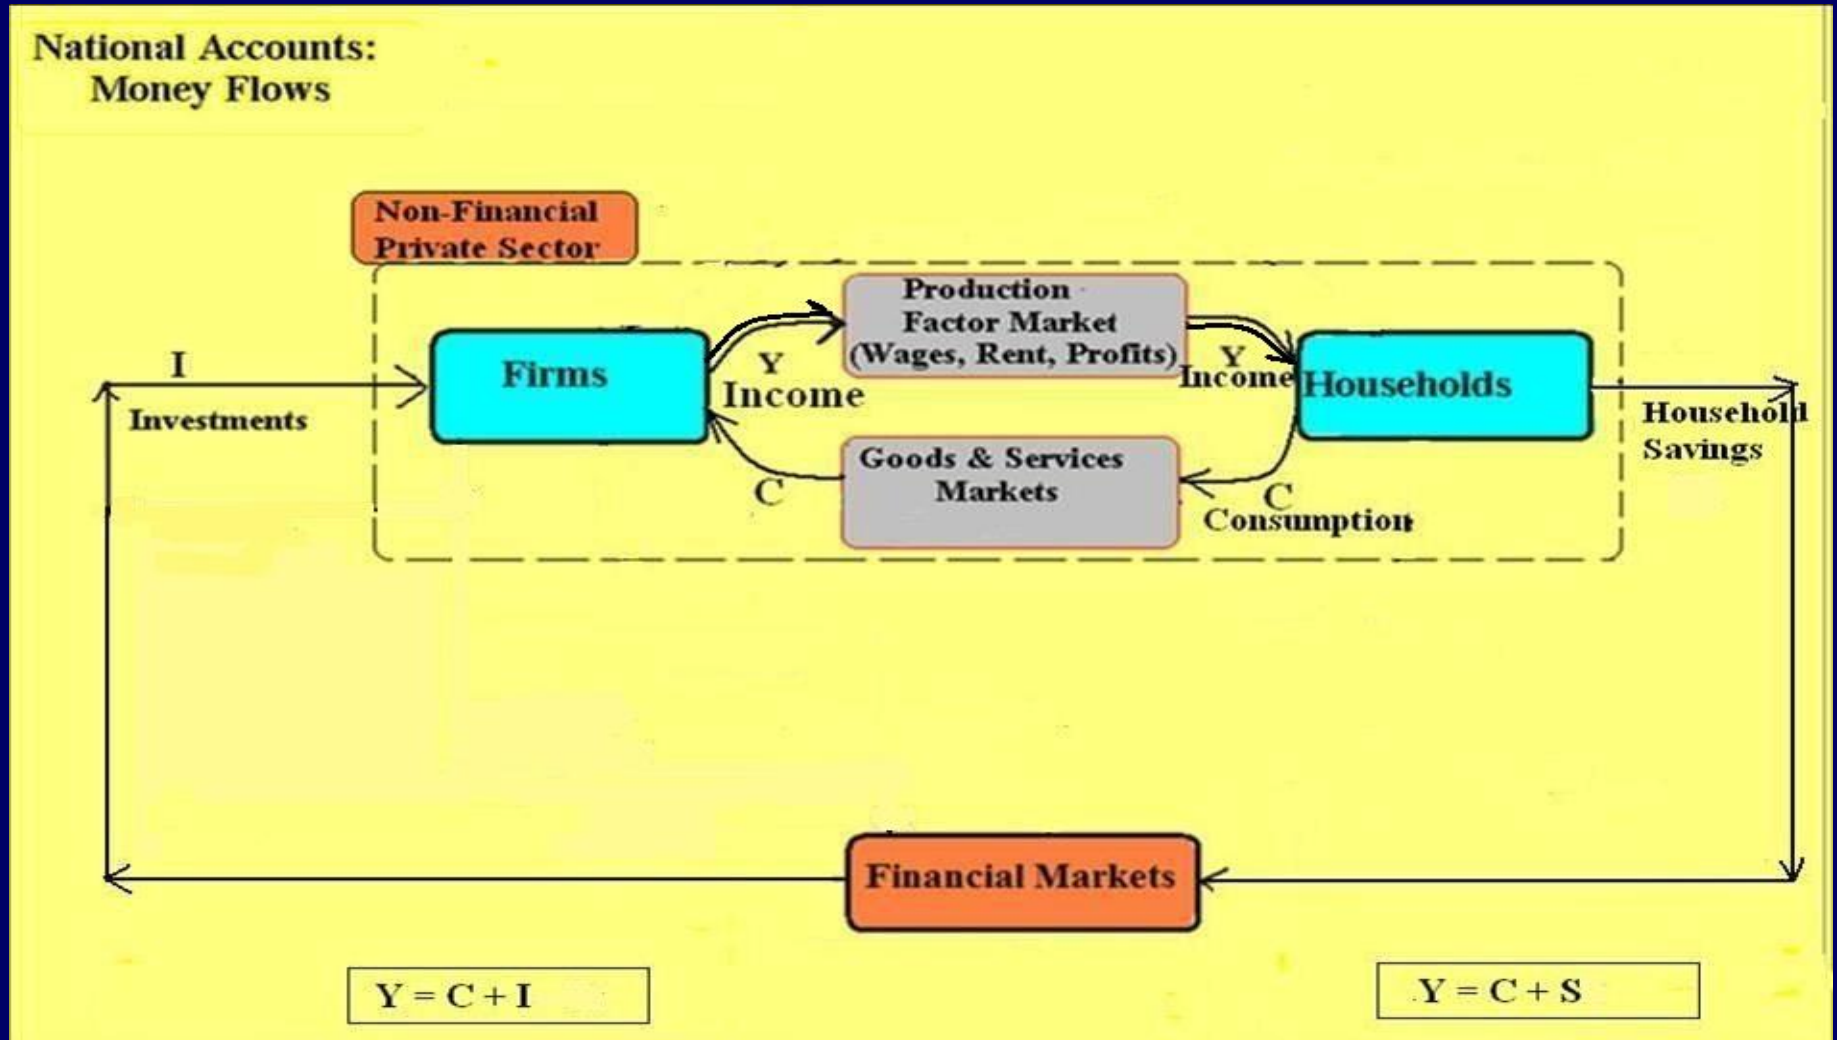 National Accounts:
Money Flows
Non-Financial
Private Sector
Production
Factor Market
(Wages, Rent, Profits)
I
Investments
Firms
Y
Income
Y
Income
Households
Household
Savings
Goods & Services
Markets
C
C
Consumption
Financial Markets
Y = C + I
Y = C + S